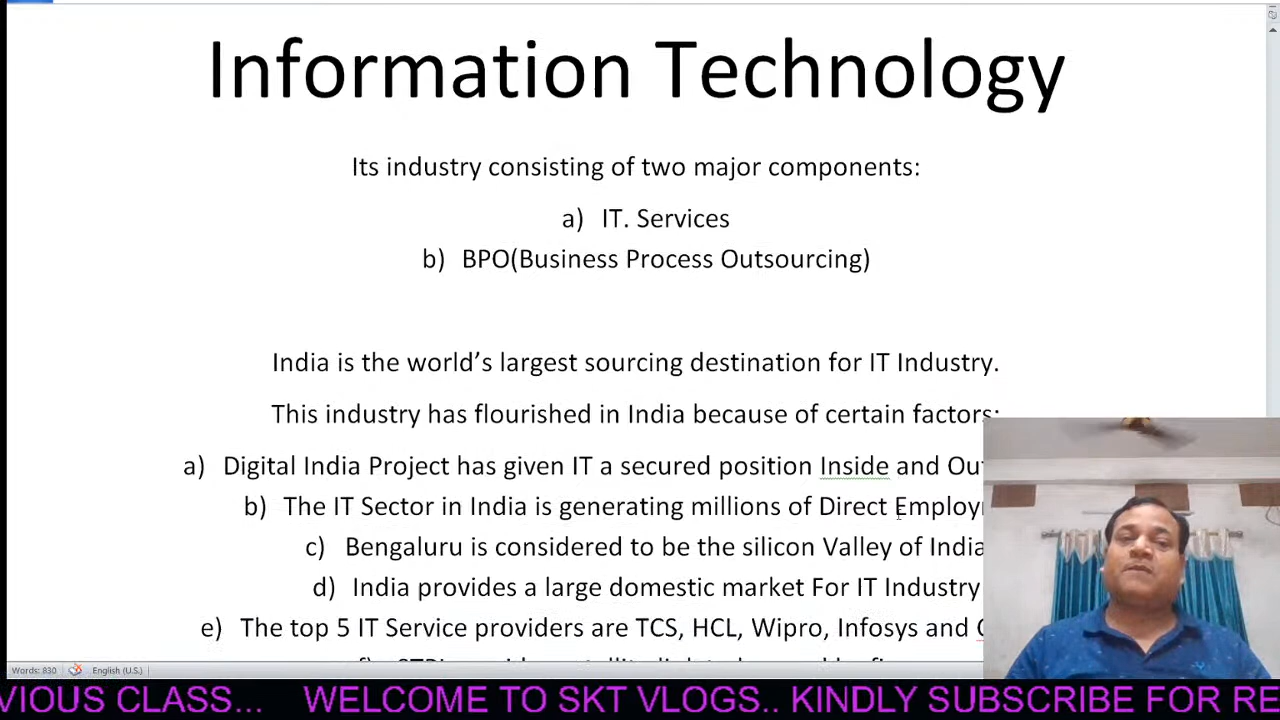 Information Technology
Its industry consisting of two major components:
a) IT. Services
b) BPO(Business Process Outsourcing)
India is the world's largest sourcing destination for IT Industry.
This industry has flourished in India because of certain factors:
a) Digital India Project has given IT a secured position Inside and
b) The IT Sector in India is generating millions of Direct
c) Bengaluru is considered to be the silicon Valley of India
d) India provides a large domestic market For IT Industry
e) The top 5 IT Service providers are TCS, HCL, Wipro, Infosys and
Words: 830 English (U.S.)
VIOUS CLASS... WELCOME TO SKT VLOGS.. KINDLY SUBSCRIBE FOR RE